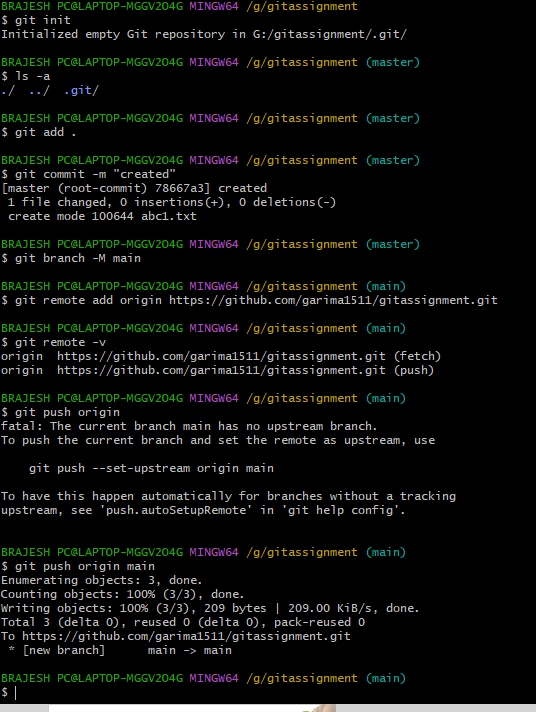 BRAJESH PC@LAPTOP-MGGV2O4G MINGW64 /g/gitassignment
$ git init
Initialized empty Git repository in G:/gitassignment/.git/
BRAJESH PC@LAPTOP-MGGV2O4G MINGW64 /g/gitassignment (master)
$ ls -a
./  ../  .git/
BRAJESH PC@LAPTOP-MGGV2O4G MINGW64 /g/gitassignment (master)
$ git add .
BRAJESH PC@LAPTOP-MGGV2O4G MINGW64 /g/gitassignment (master)
$ git commit -m "created"
[master (root-commit) 78667a3] created
 1 file changed, 0 insertions(+), 0 deletions(-)
 create mode 100644 abc1.txt
BRAJESH PC@LAPTOP-MGGV2O4G MINGW64 /g/gitassignment (master)
$ git branch -M main
BRAJESH PC@LAPTOP-MGGV2O4G MINGW64 /g/gitassignment (main)
$ git remote add origin https://github.com/garima1511/gitassignment.git
BRAJESH PC@LAPTOP-MGGV2O4G MINGW64 /g/gitassignment (main)
$ git remote -v
origin  https://github.com/garima1511/gitassignment.git (fetch)
origin  https://github.com/garima1511/gitassignment.git (push)
BRAJESH PC@LAPTOP-MGGV2O4G MINGW64 /g/gitassignment (main)
$ git push origin
fatal: The current branch main has no upstream branch.
To push the current branch and set the remote as upstream, use
    git push --set-upstream origin main
To have this happen automatically for branches without a tracking
upstream, see 'push.autoSetupRemote' in 'git help config'.
BRAJESH PC@LAPTOP-MGGV2O4G MINGW64 /g/gitassignment (main)
$ git push origin main
Enumerating objects: 3, done.
Counting objects: 100% (3/3), done.
Writing objects: 100% (3/3), 209 bytes | 209.00 KiB/s, done.
Total 3 (delta 0), reused 0 (delta 0), pack-reused 0
To https://github.com/garima1511/gitassignment.git
 * [new branch]      main -> main
BRAJESH PC@LAPTOP-MGGV2O4G MINGW64 /g/gitassignment (main)
$